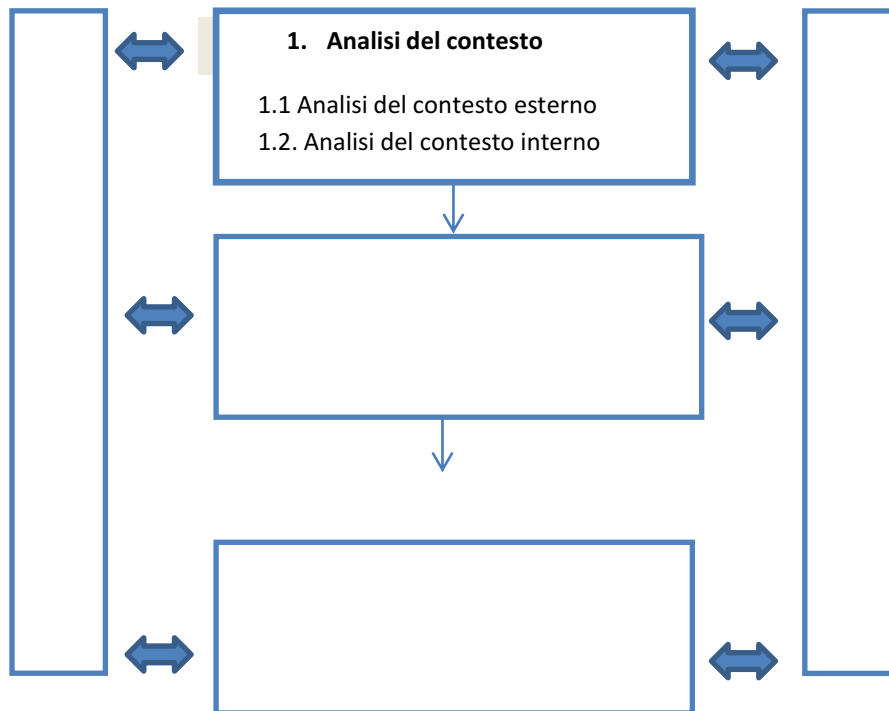 1. Analisi del contesto
1.1 Analisi del contesto esterno
1.2. Analisi del contesto interno